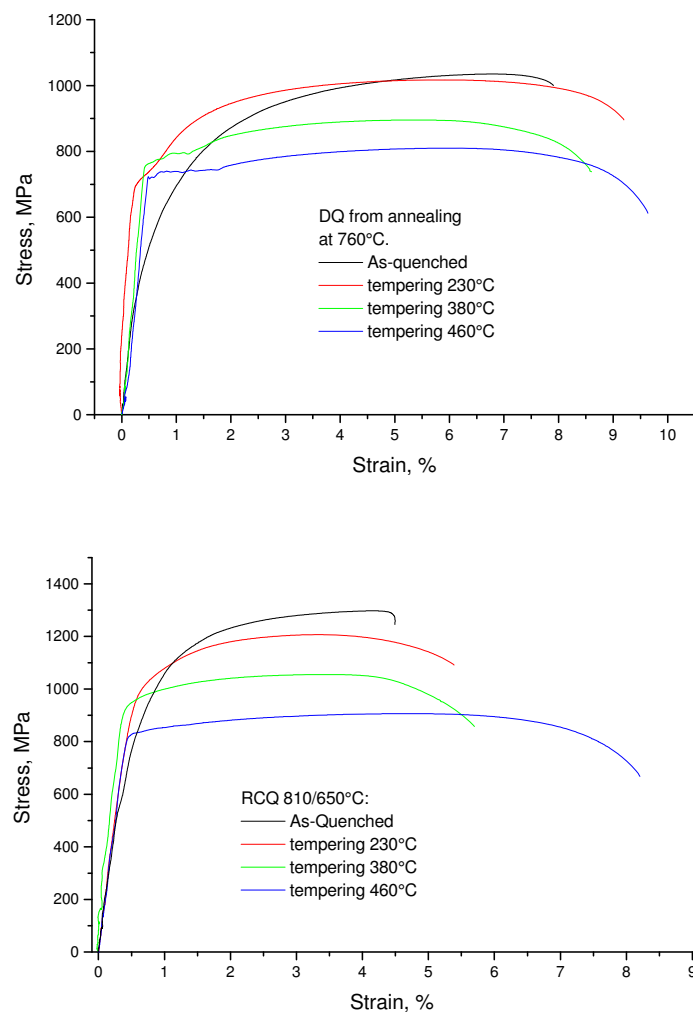 1200
1000
800
600
400
200
0
Stress, MPa
DQ from annealing
at 760°C.
As-quenched
tempering 230°C
tempering 380°C
tempering 460°C
0 1 2 3 4 5 6 7 8 9 10
Strain, %
1400
1200
1000
800
600
400
200
0
Stress, MPa
RCQ 810/650°C:
As-Quenched
tempering 230°C
tempering 380°C
tempering 460°C
0 1 2 3 4 5 6 7 8 9
Strain, %